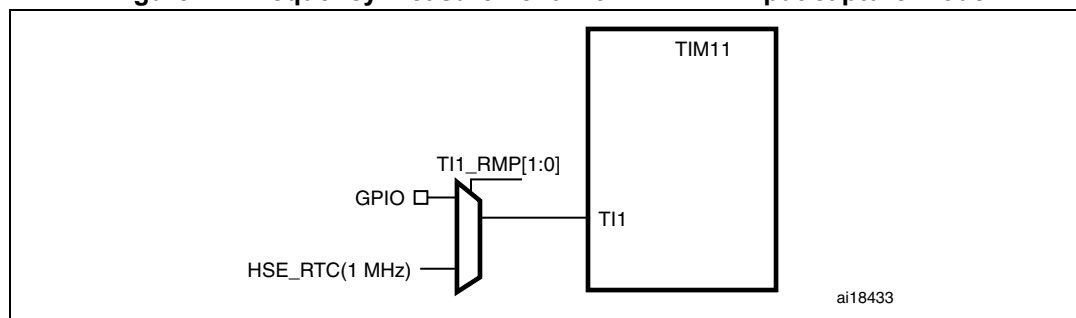 TIM11
TI1_RMP[1:0]
GPIO
TI1
HSE_RTC(1 MHz)
ai18433